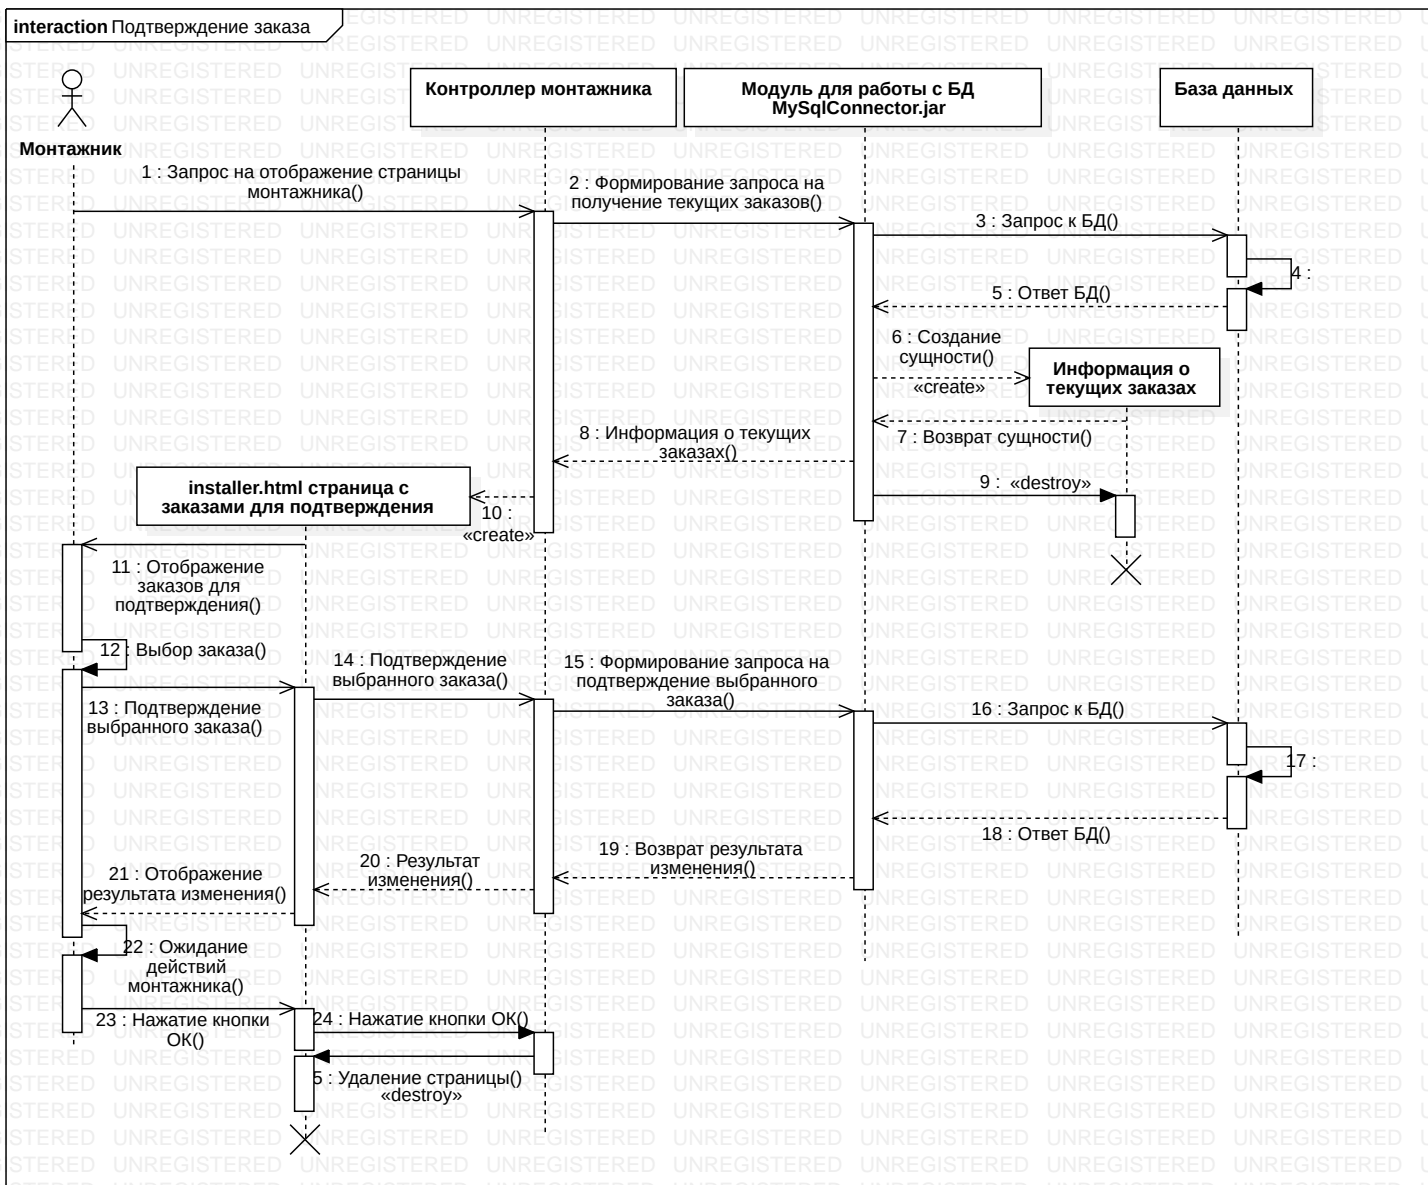 interaction Подтверждение заказа
Контроллер монтажника
Модуль для работы с БД
MySqlConnector.jar
База данных
Монтажник
1 : Запрос на отображение страницы
монтажника()
2 : Формирование запроса на
получение текущих заказов()
3 : Запрос к БД()
4 :
5 : Ответ БД()
6 : Создание
сущности()
«create»
Информация о
текущих заказах
7 : Возврат сущности()
8 : Информация о текущих
заказах()
9 : «destroy»
installer.html страница с
заказами для подтверждения
10 :
«create»
11 : Отображение
заказов для
подтверждения()
12 : Выбор заказа()
13 : Подтверждение
выбранного заказа()
14 : Подтверждение
выбранного заказа()
15 : Формирование запроса на
подтверждение выбранного
заказа()
16 : Запрос к БД()
17 :
18 : Ответ БД()
19 : Возврат результата
изменения()
20 : Результат
изменения()
21 : Отображение
результата изменения()
22 : Ожидание
действий
монтажника()
23 : Нажатие кнопки
ОК()
24 : Нажатие кнопки ОК()
5 : Удаление страницы()
«destroy»
UNREGISTERED